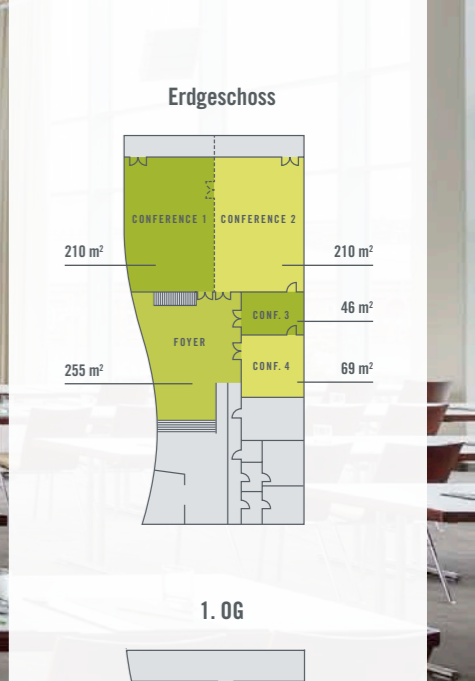 Erdgeschoss
CONFERENCE 1 CONFERENCE 2
210 m² 210 m²
CONF. 3 46 m²
FOYER
CONF. 4
255 m² 69 m²
1. OG